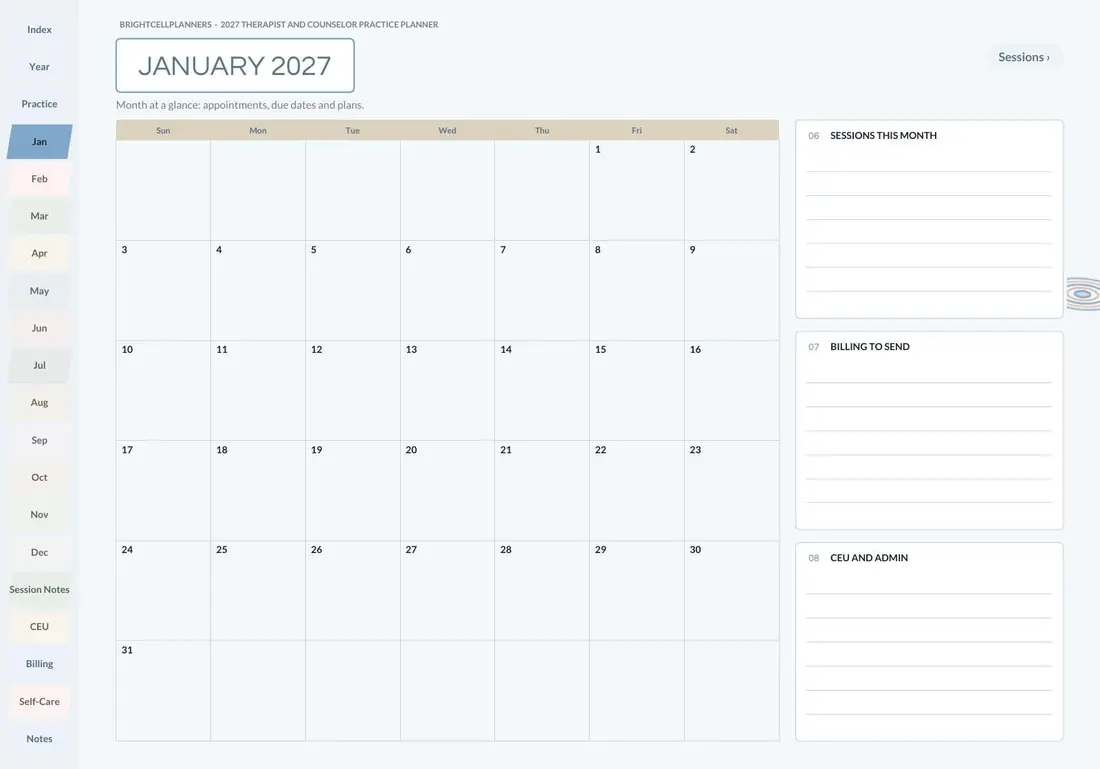 Index
Year
Practice
Jan
Feb
Mar
Apr
May
Jun
Jul
Aug
Sep
Oct
Nov
Dec
Session Notes
CEU
Billing
Self-Care
Notes
BRIGHTCELLPLANNERS · 2027 THERAPIST AND COUNSELOR PRACTICE PLANNER
JANUARY 2027
Sessions ›
Month at a glance: appointments, due dates and plans.
Sun Mon Tue Wed Thu Fri Sat
1 2
3 4 5 6 7 8 9
10 11 12 13 14 15 16
17 18 19 20 21 22 23
24 25 26 27 28 29 30
31
06 SESSIONS THIS MONTH
07 BILLING TO SEND
08 CEU AND ADMIN